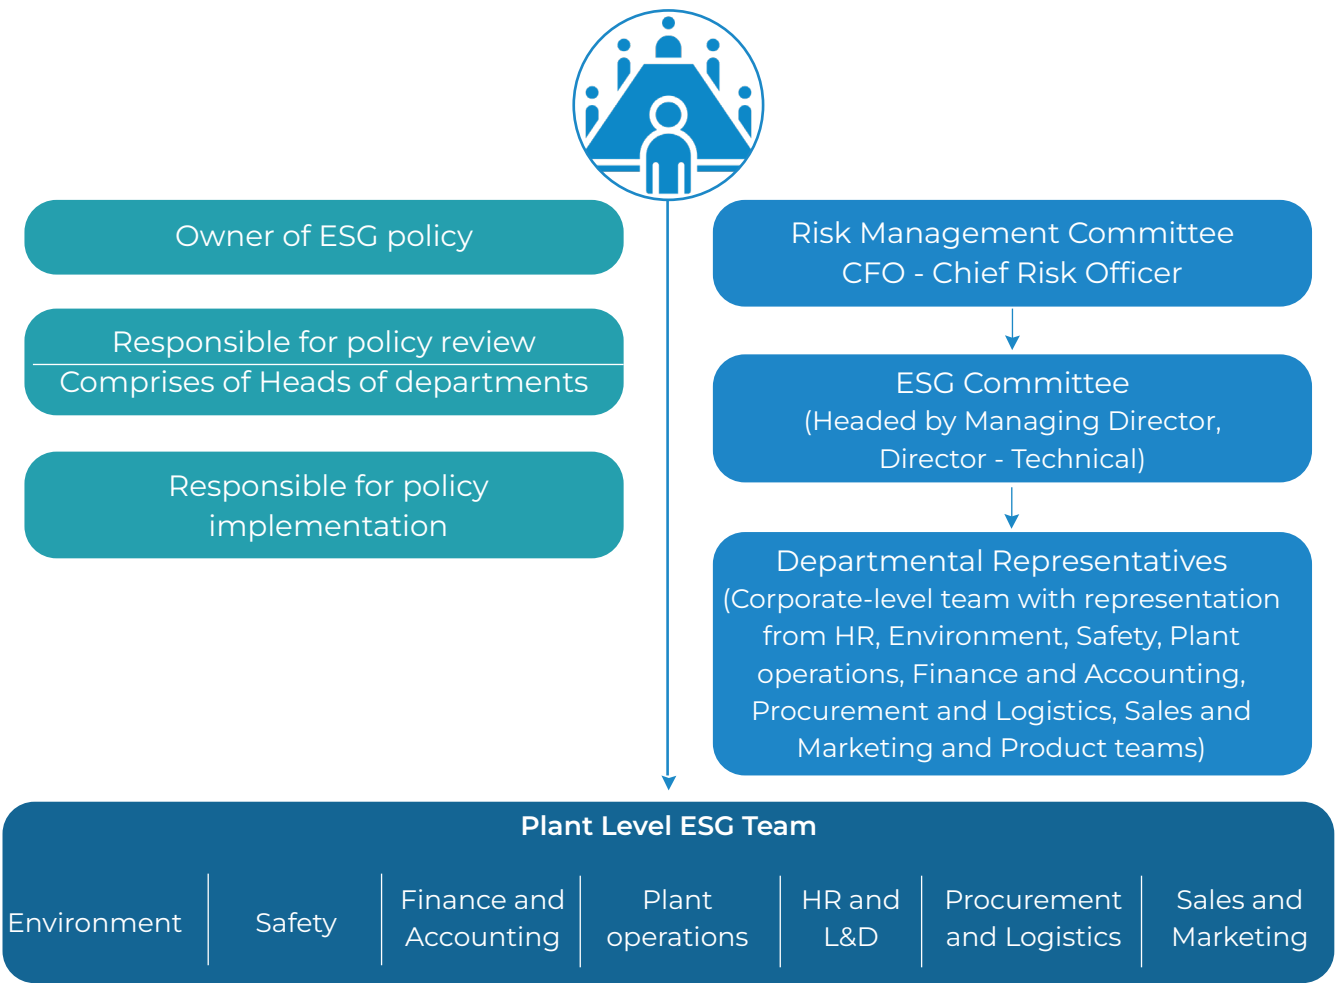 Owner of ESG policy
Responsible for policy review
Comprises of Heads of departments
Responsible for policy
implementation
Risk Management Committee
CFO - Chief Risk Officer
ESG Committee
(Headed by Managing Director,
Director - Technical)
Departmental Representatives
(Corporate-level team with representation
from HR, Environment, Safety, Plant
operations, Finance and Accounting,
Procurement and Logistics, Sales and
Marketing and Product teams)
Plant Level ESG Team
Environment
Safety
Finance and
Accounting
Plant
operations
HR and
L&D
Procurement
and Logistics
Sales and
Marketing